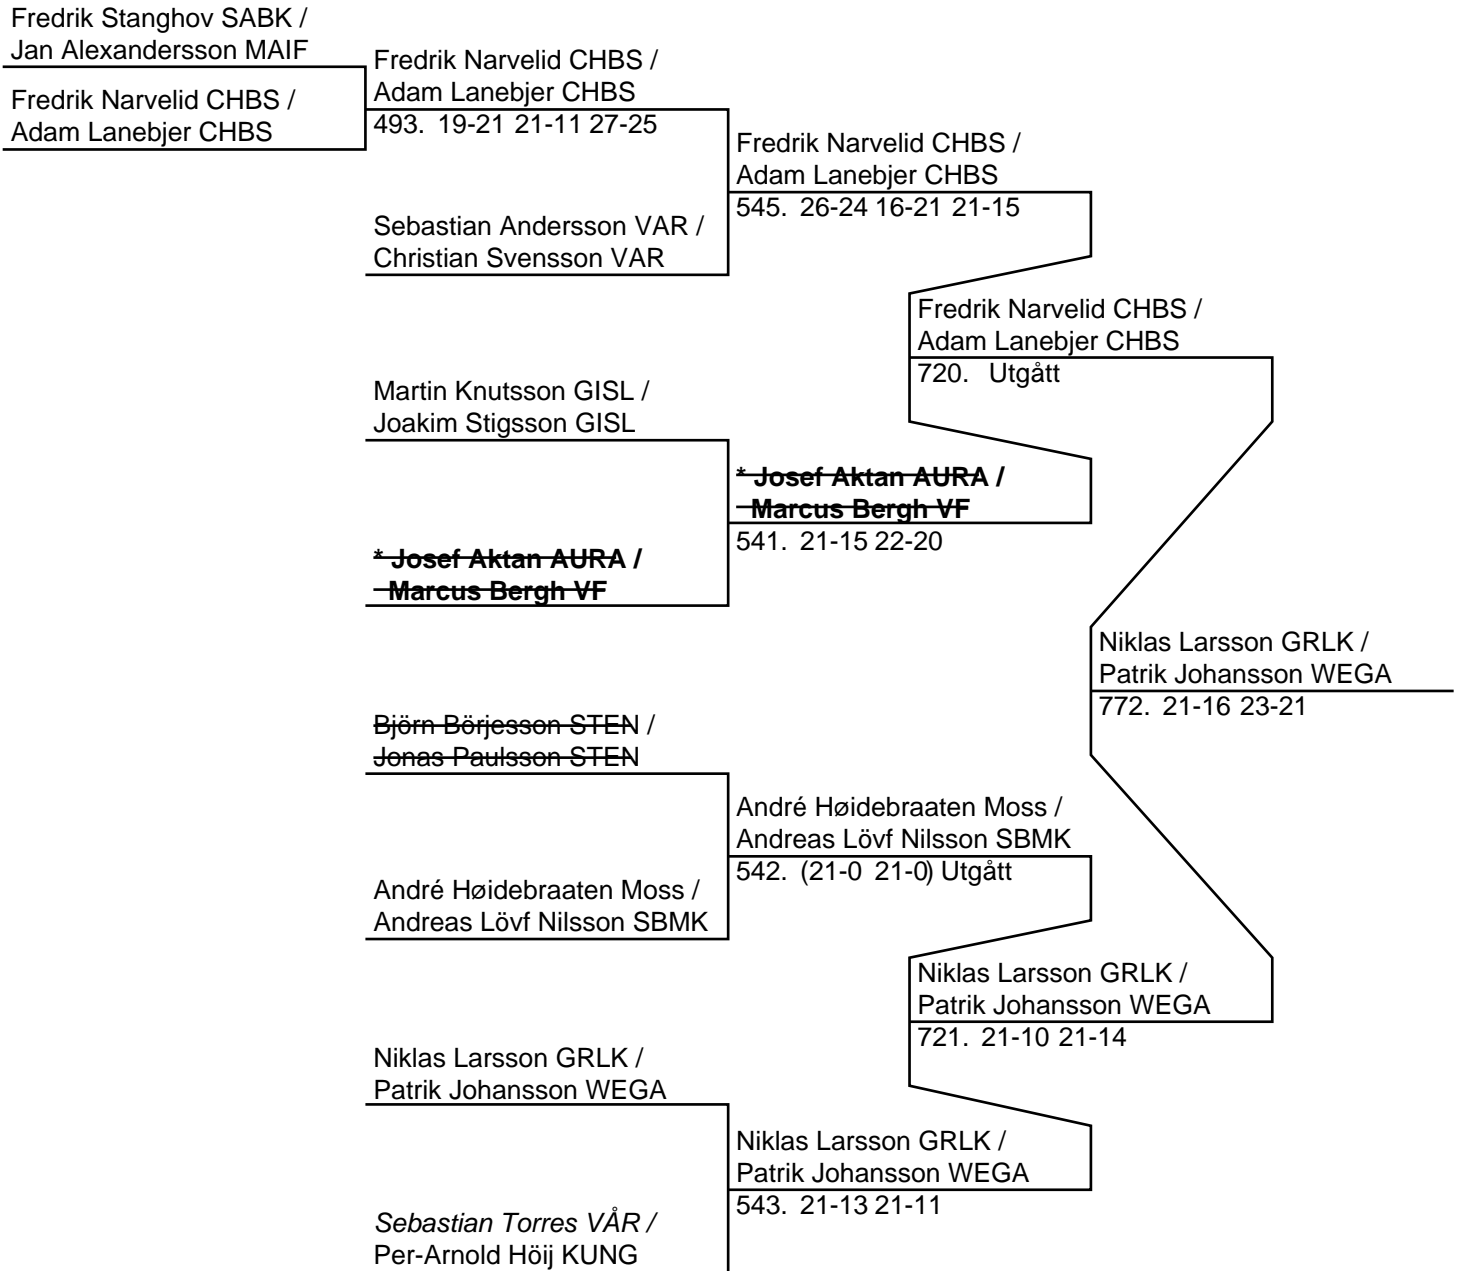 Fredrik Stanghov SABK /
Jan Alexandersson MAIF
Fredrik Narvelid CHBS /
Adam Lanebjer CHBS
Fredrik Narvelid CHBS /
Adam Lanebjer CHBS
493. 19-21 21-11 27-25
Sebastian Andersson VAR /
Christian Svensson VAR
Fredrik Narvelid CHBS /
Adam Lanebjer CHBS
545. 26-24 16-21 21-15
Martin Knutsson GISL /
Joakim Stigsson GISL
* Josef Aktan AURA /
Marcus Bergh VF
* Josef Aktan AURA /
Marcus Bergh VF
541. 21-15 22-20
Fredrik Narvelid CHBS /
Adam Lanebjer CHBS
720. Utgått
Björn Börjesson STEN /
Jonas Paulsson STEN
André Høidebraaten Moss /
Andreas Lövf Nilsson SBMK
André Høidebraaten Moss /
Andreas Lövf Nilsson SBMK
542. (21-0 21-0) Utgått
Niklas Larsson GRLK /
Patrik Johansson WEGA
Sebastian Torres VÅR /
Per-Arnold Höij KUNG
Niklas Larsson GRLK /
Patrik Johansson WEGA
543. 21-13 21-11
Niklas Larsson GRLK /
Patrik Johansson WEGA
721. 21-10 21-14
Niklas Larsson GRLK /
Patrik Johansson WEGA
772. 21-16 23-21